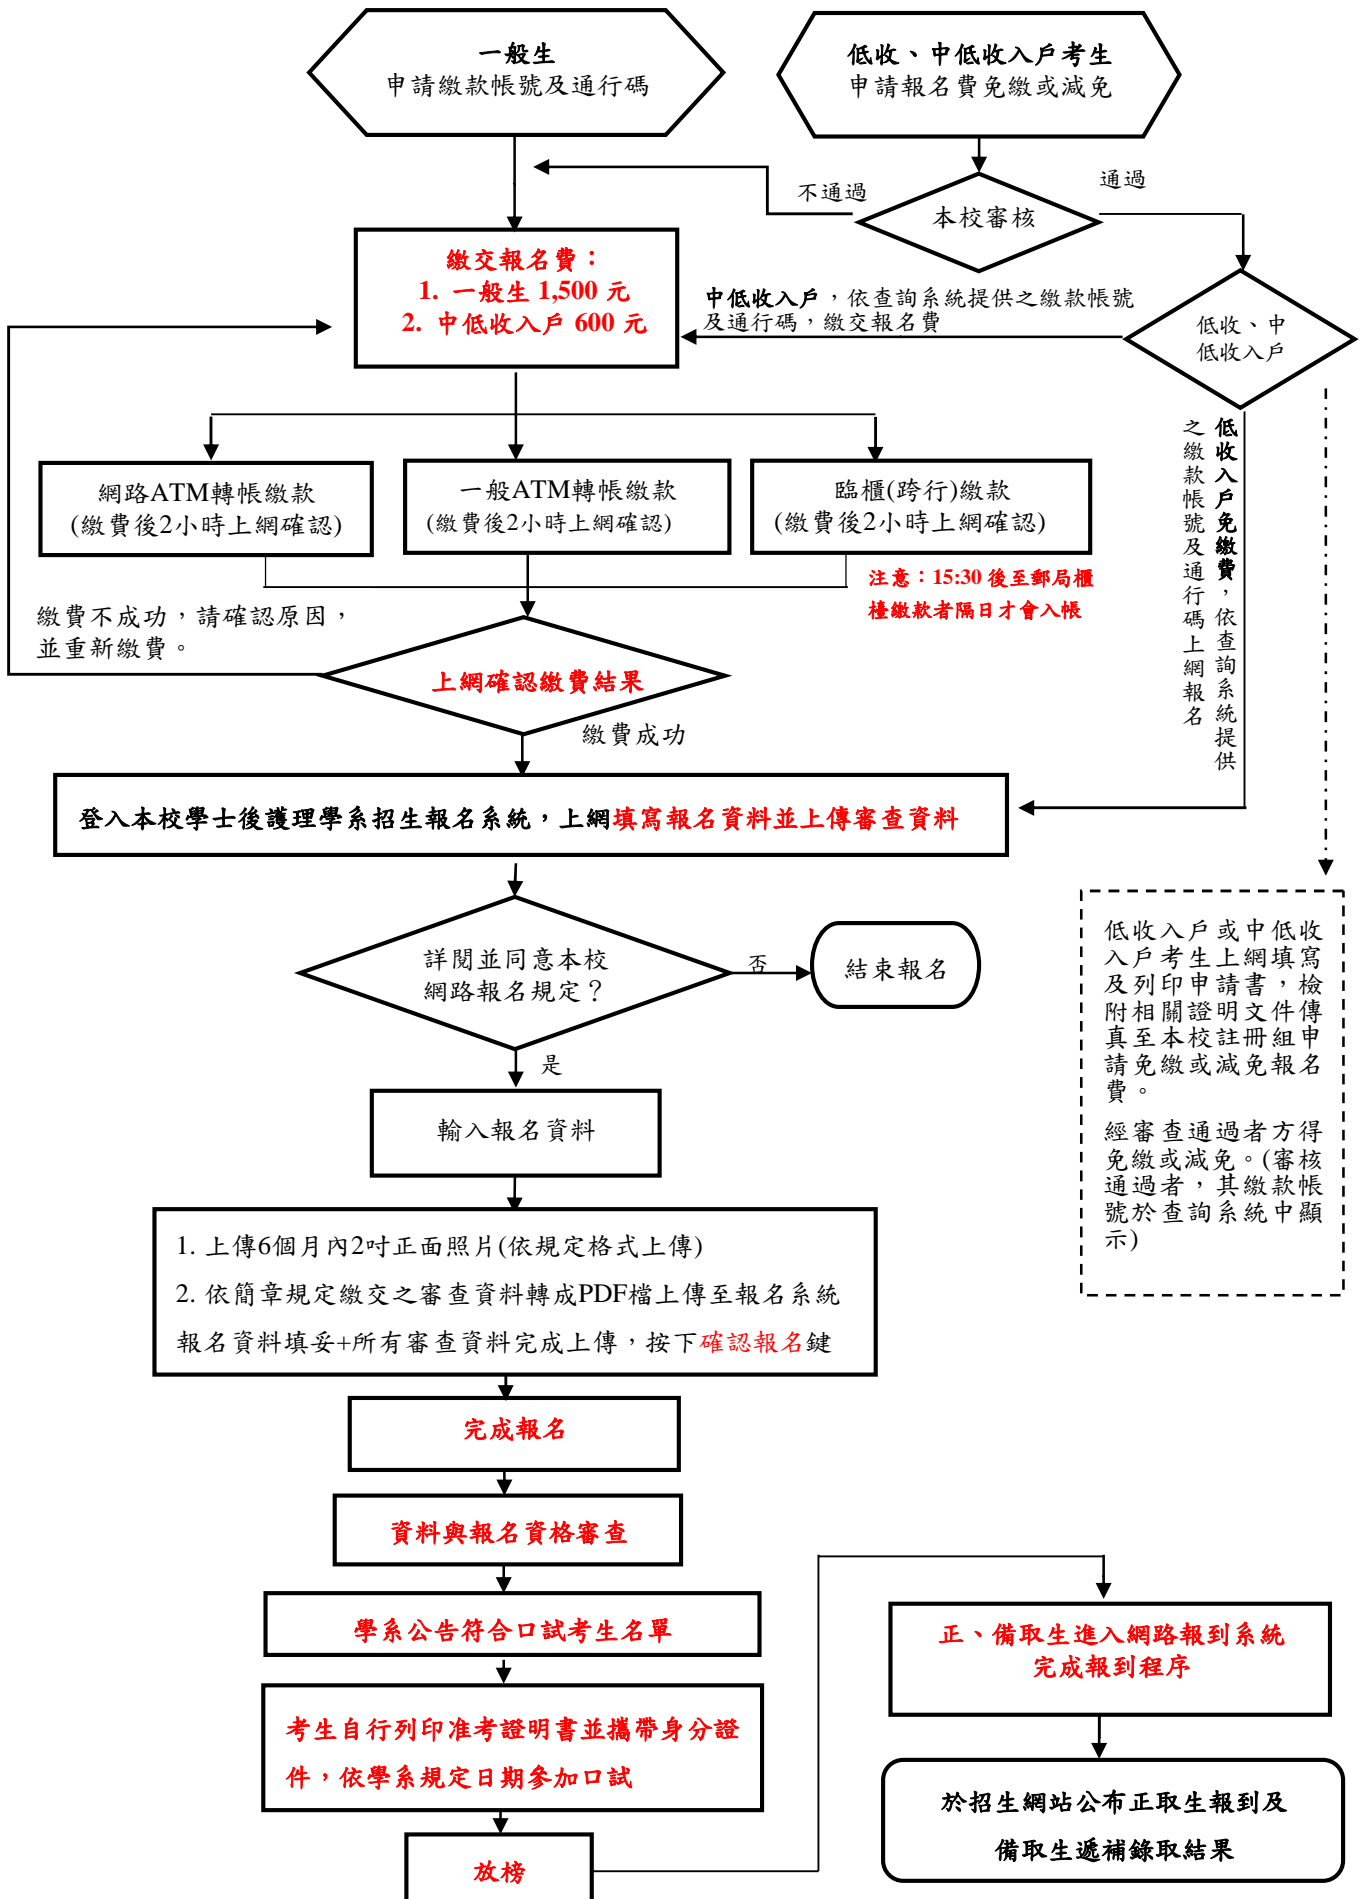 一般生
申請繳款帳號及通行碼
低收、中低收入戶考生
申請報名費免繳或減免
不通過
通過
本校審核
繳交報名費：
1. 一般生 1,500 元
2. 中低收入戶 600 元
中低收入戶，依查詢系統提供之繳款帳號
及通行碼，繳交報名費
低收、中
低收入戶
低收入戶免繳費，依查詢系統提供
之繳款帳號及通行碼上網報名
網路ATM轉帳繳款
(繳費後2小時上網確認)
一般ATM轉帳繳款
(繳費後2小時上網確認)
臨櫃(跨行)繳款
(繳費後2小時上網確認)
注意：15:30 後至郵局櫃
檯繳款者隔日才會入帳
繳費不成功，請確認原因，
並重新繳費。
上網確認繳費結果
繳費成功
登入本校學士後護理學系招生報名系統，上網填寫報名資料並上傳審查資料
詳閱並同意本校
網路報名規定？
否
結束報名
是
輸入報名資料
低收入戶或中低收
入戶考生上網填寫
及列印申請書，檢
附相關證明文件傳
真至本校註冊組申
請免繳或減免報名
費。
經審查通過者方得
免繳或減免。(審核
通過者，其繳款帳
號於查詢系統中顯
示)
1. 上傳6個月內2吋正面照片(依規定格式上傳)
2. 依簡章規定繳交之審查資料轉成PDF檔上傳至報名系統
報名資料填妥+所有審查資料完成上傳，按下確認報名鍵
完成報名
資料與報名資格審查
學系公告符合口試考生名單
考生自行列印准考證明書並攜帶身分證
件，依學系規定日期參加口試
放榜
正、備取生進入網路報到系統
完成報到程序
於招生網站公布正取生報到及
備取生遞補錄取結果